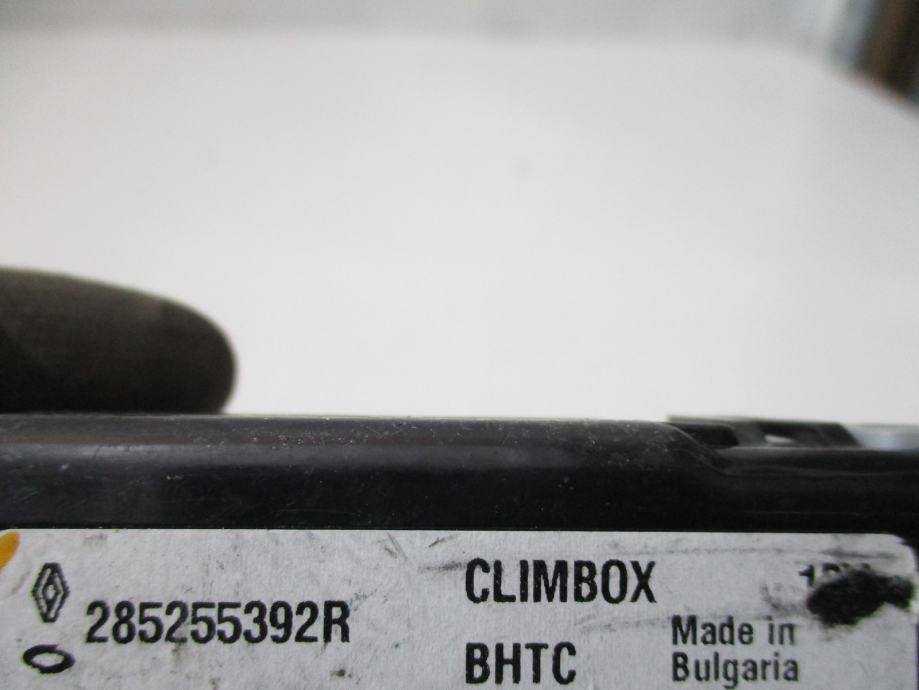 CLIMBOX
285255392R
BHTC
Made in
Bulgaria